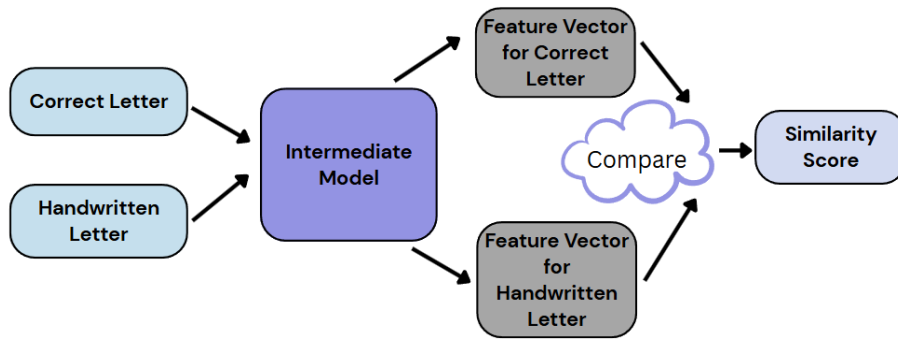 Correct Letter
Handwritten
Letter
Intermediate
Model
Feature Vector
for Correct
Letter
Feature Vector
for
Handwritten
Letter
Compare
Similarity
Score